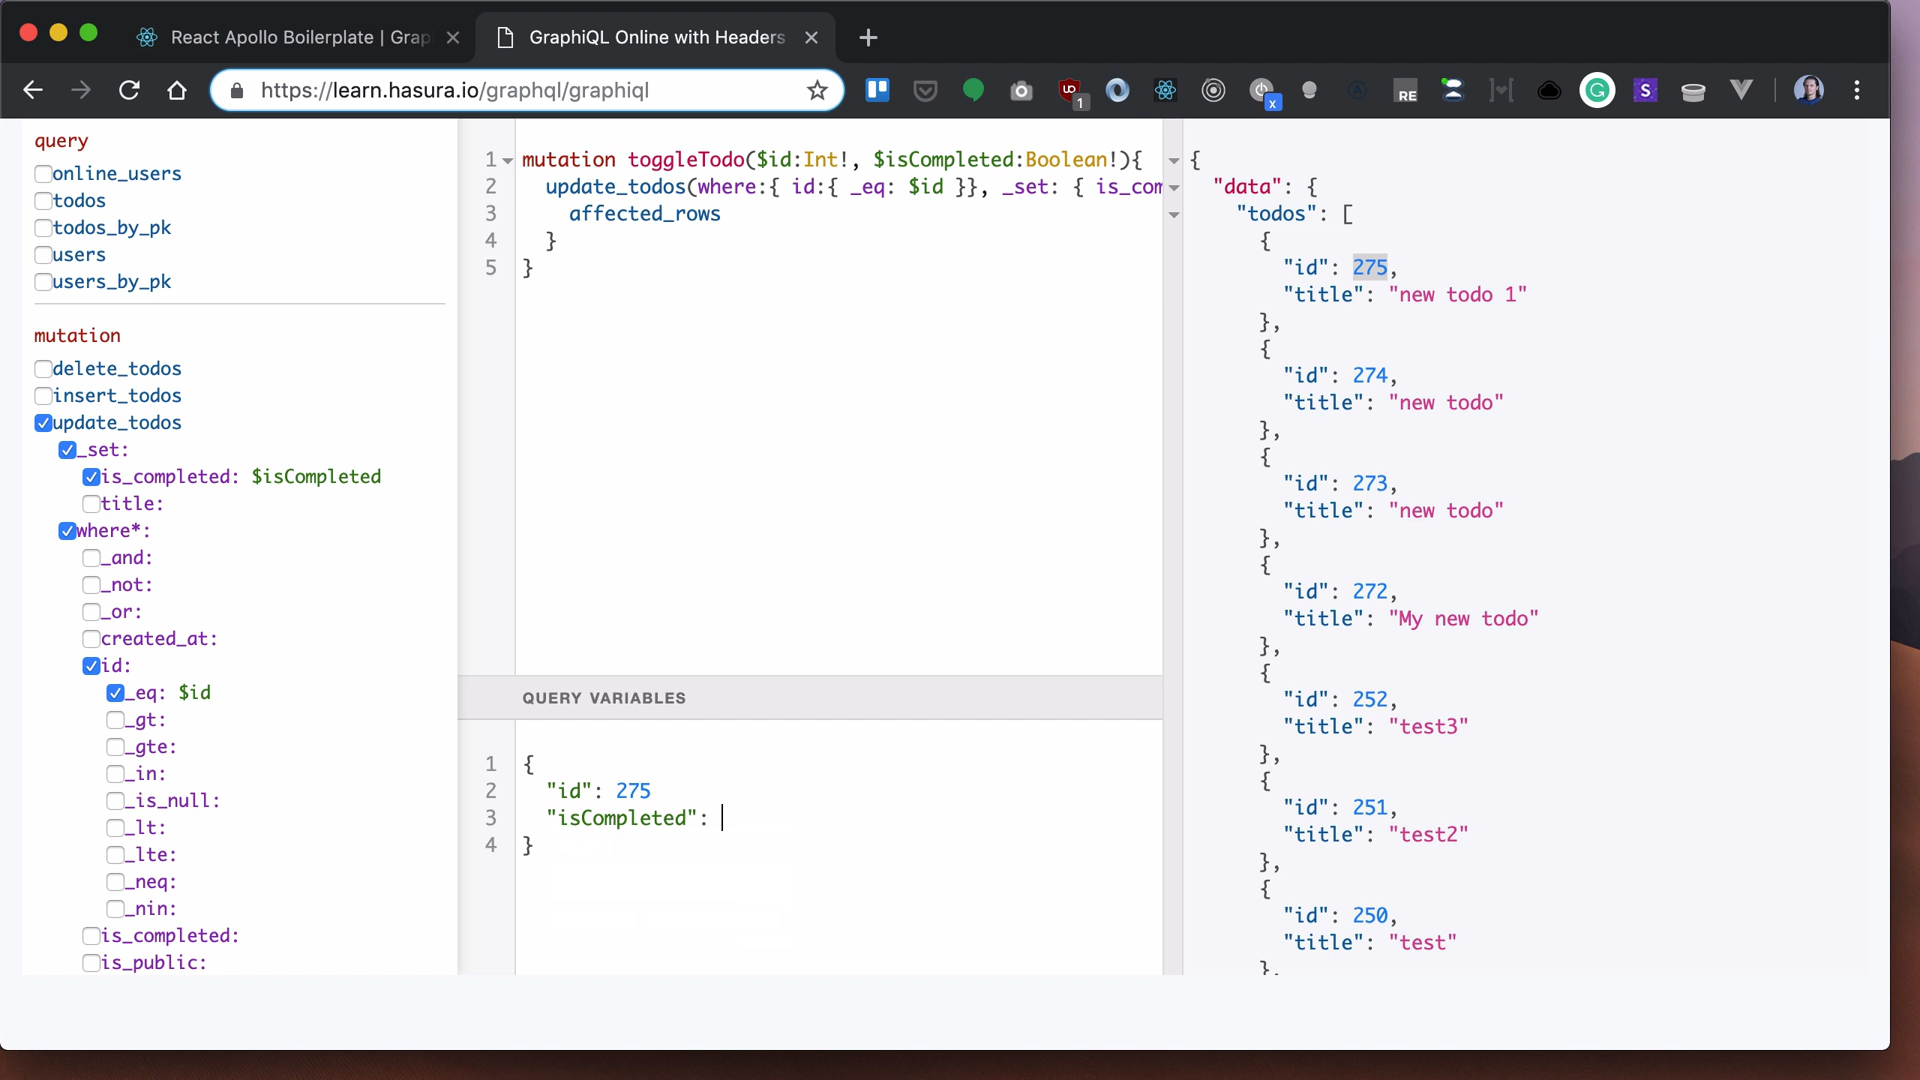 React Apollo Boilerplate | Grap
GraphiQL Online with Headers
https://learn.hasura.io/graphql/graphiql
UD
1
x
RE
G
S
query
online_users
todos
todos_by_pk
users
users_by_pk
mutation
delete_todos
insert_todos
update_todos
_set:
is_completed: $isCompleted
title:
where*:
_and:
_not:
_or:
created_at:
id:
_eq: $id
_gt:
_gte:
_in:
_is_null:
_lt:
_lte:
_neq:
_nin:
is_completed:
is_public:
1 mutation toggleTodo($id:Int!, $isCompleted:Boolean!){
2 update_todos(where:{ id:{ _eq: $id }}, _set: { is_com
3 affected_rows
4 }
5 }
QUERY VARIABLES
1 {
2 "id": 275
3 "isCompleted":
4 }
{
"data": {
"todos": [
{
"id": 275,
"title": "new todo 1"
},
{
"id": 274,
"title": "new todo"
},
{
"id": 273,
"title": "new todo"
},
{
"id": 272,
"title": "My new todo"
},
{
"id": 252,
"title": "test3"
},
{
"id": 251,
"title": "test2"
},
{
"id": 250,
"title": "test"
},